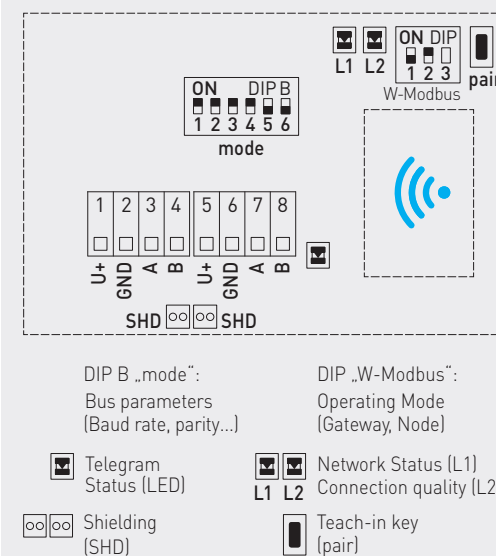 L1 L2
ON DIP
1 2 3
W-Modbus
pair
ON DIP B
1 2 3 4 5 6
mode
1 2 3 4 5 6 7 8
U+ GND A B U+ GND A B
SHD SHD
DIP B „mode“:
Bus parameters
(Baud rate, parity...)
DIP „W-Modbus“:
Operating Mode
(Gateway, Node)
Telegram
Status (LED)
L1 L2
Network Status (L1)
Connection quality (L2
Shielding
(SHD)
Teach-in key
(pair)